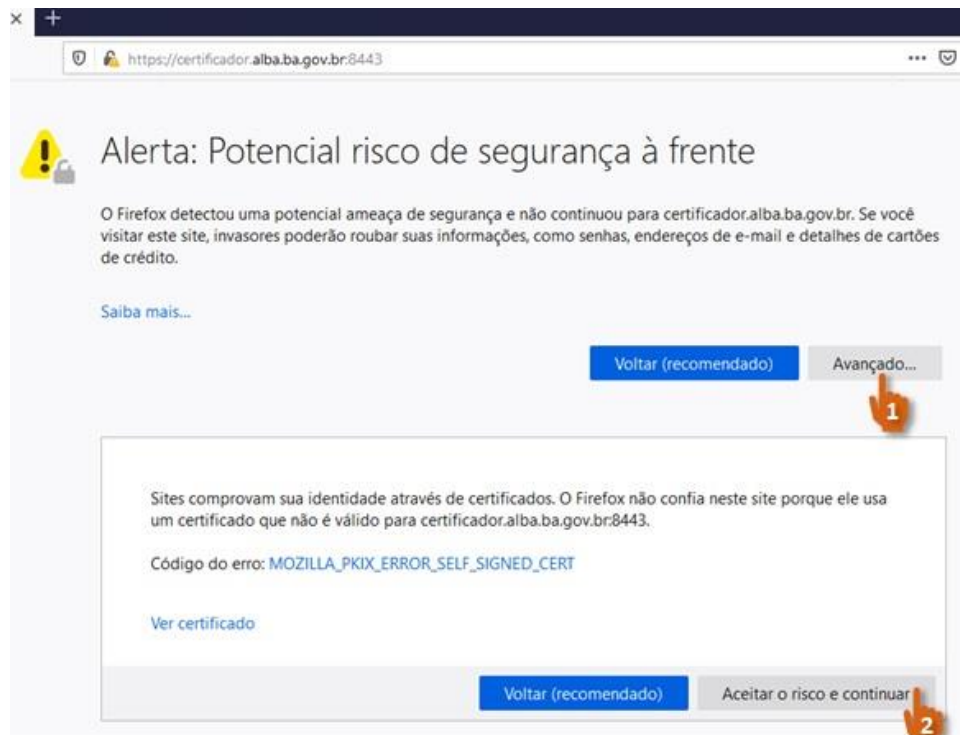 https://certificador.alba.ba.gov.br:8443
Alerta: Potencial risco de segurança à frente
O Firefox detectou uma potencial ameaça de segurança e não continuou para certificador.alba.ba.gov.br. Se você
visitar este site, invasores poderão roubar suas informações, como senhas, endereços de e-mail e detalhes de cartões
de crédito.
Saiba mais...
Voltar (recomendado) Avançado...
1
Sites comprovam sua identidade através de certificados. O Firefox não confia neste site porque ele usa
um certificado que não é válido para certificador.alba.ba.gov.br:8443.
Código do erro: MOZILLA_PKIX_ERROR_SELF_SIGNED_CERT
Ver certificado
Voltar (recomendado) Aceitar o risco e continuar
2